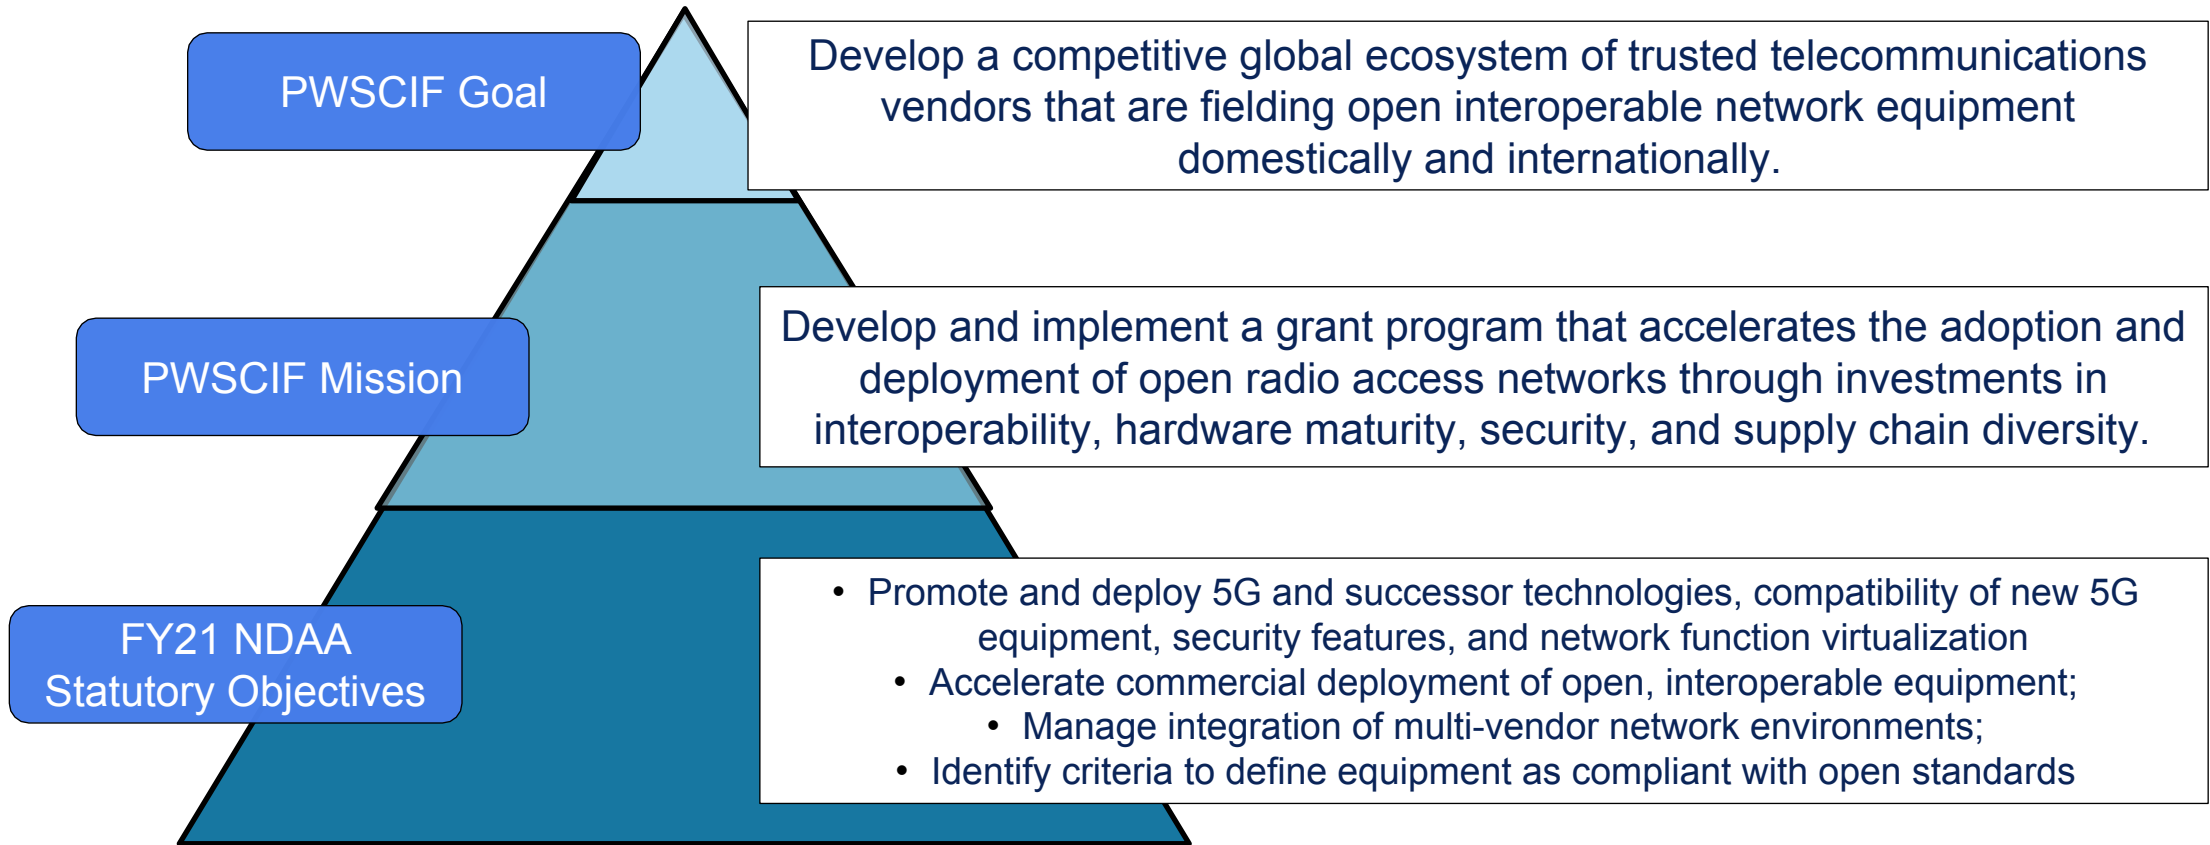 PWSCIF Goal
Develop a competitive global ecosystem of trusted telecommunications
vendors that are fielding open interoperable network equipment
domestically and internationally.
PWSCIF Mission
Develop and implement a grant program that accelerates the adoption and
deployment of open radio access networks through investments in
interoperability, hardware maturity, security, and supply chain diversity.
FY21 NDAA
Statutory Objectives
• Promote and deploy 5G and successor technologies, compatibility of new 5G
equipment, security features, and network function virtualization
• Accelerate commercial deployment of open, interoperable equipment;
• Manage integration of multi-vendor network environments;
• Identify criteria to define equipment as compliant with open standards